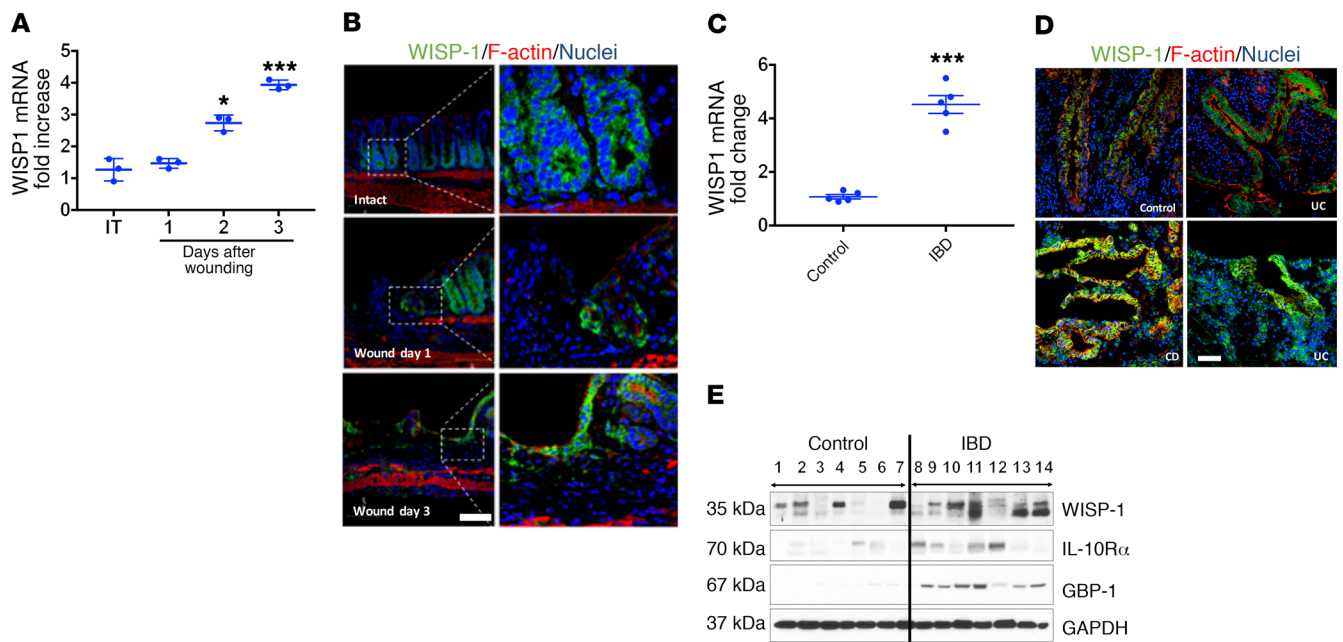 A
WISP1 mRNA
fold increase
5
4
3
2
1
0
*
***
IT
1
2
3
Days after
wounding
B
WISP-1/F-actin/Nuclei
Intact
Wound day 1
Wound day 3
C
WISP1 mRNA
fold change
6
4
2
0
***
Control
IBD
D
WISP-1/F-actin/Nuclei
Control
UC
CD
UC
E
Control
IBD
1 2 3 4 5 6 7 8 9 10 11 12 13 14
35 kDa
WISP-1
70 kDa
IL-10Rα
67 kDa
GBP-1
37 kDa
GAPDH